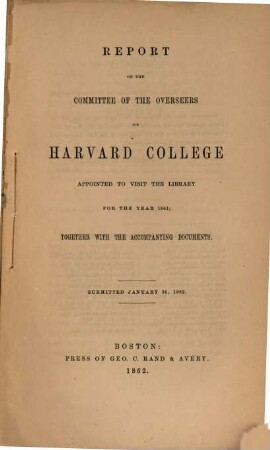 REPORT
OF THE
COMMITTEE OF THE OVERSEERS
OF
HARVARD COLLEGE
APPOINTED TO VISIT THE LIBRARY
FOR THE YEAR 1861;
TOGETHER WITH THE ACCOMPANYING DOCUMENTS.
SUBMITTED JANUARY 1862.
BOSTON:
PRESS OF GEO. C. RAND & AVERY.
1862.